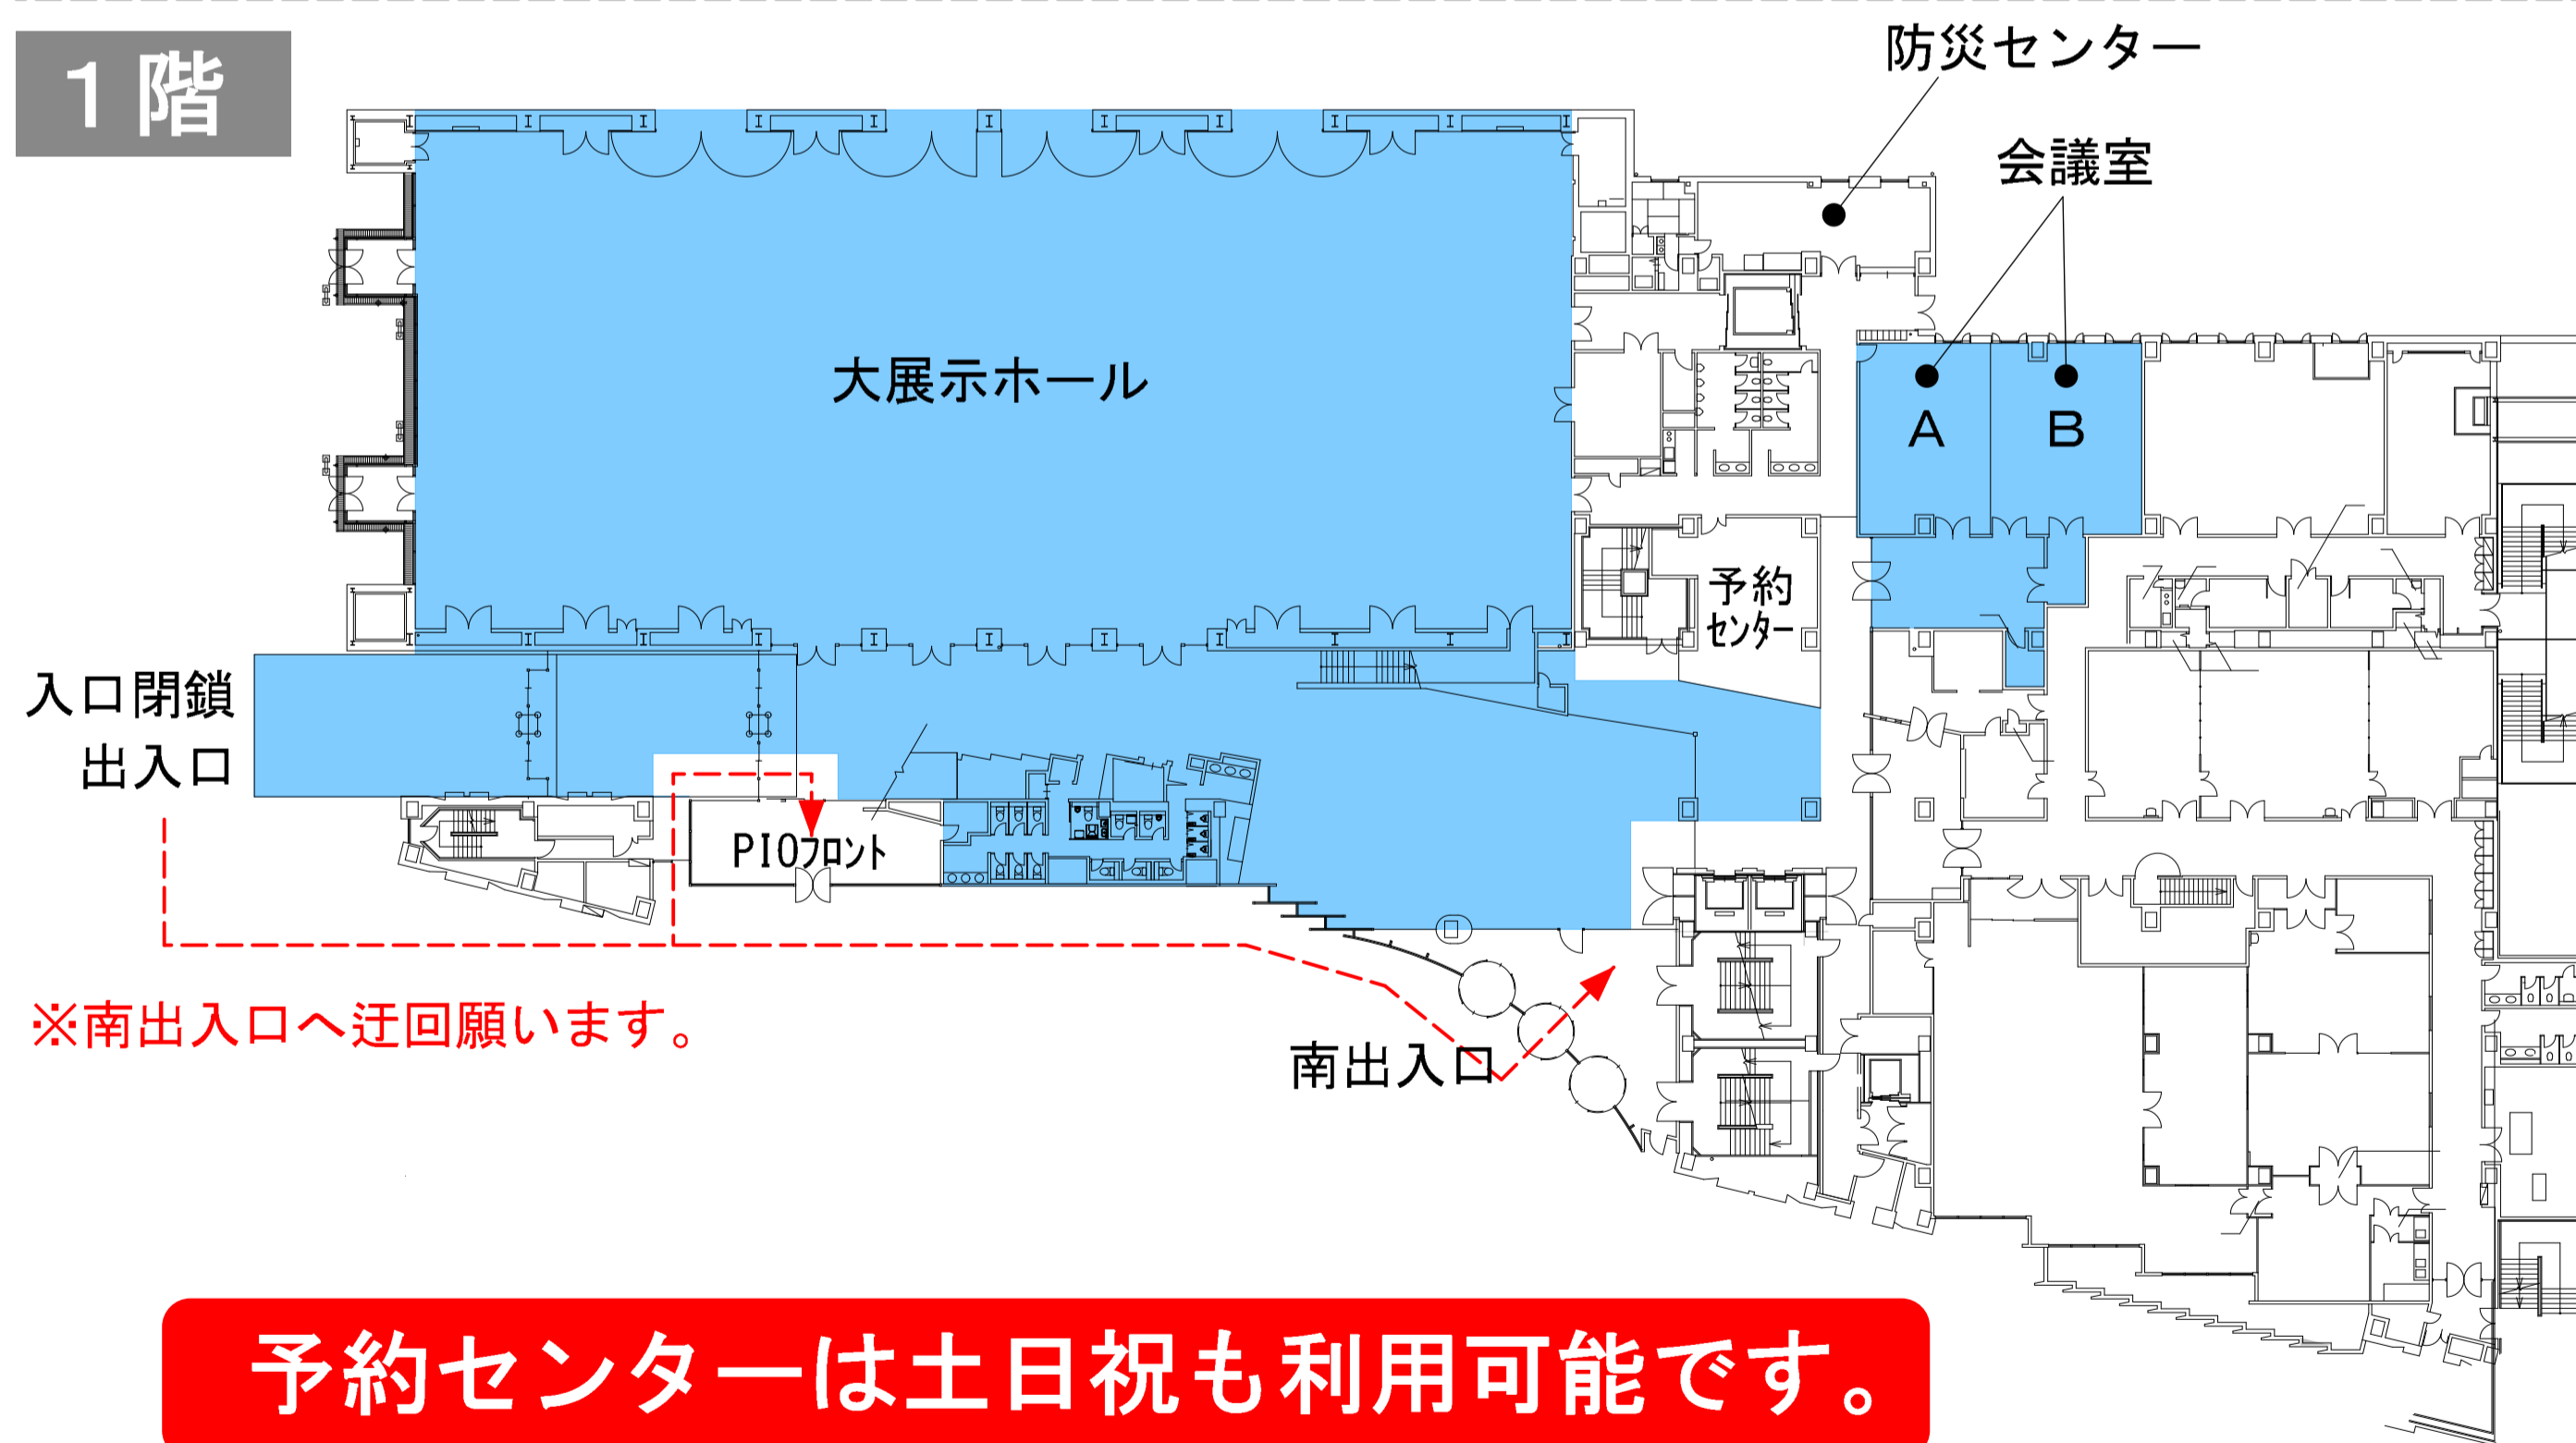 1階
防災センター
会議室
大展示ホール
A
B
予約
センター
入口閉鎖
出入口
PIOフロント
※南出入口へ迂回願います。
南出入口
予約センターは土日祝も利用可能です。